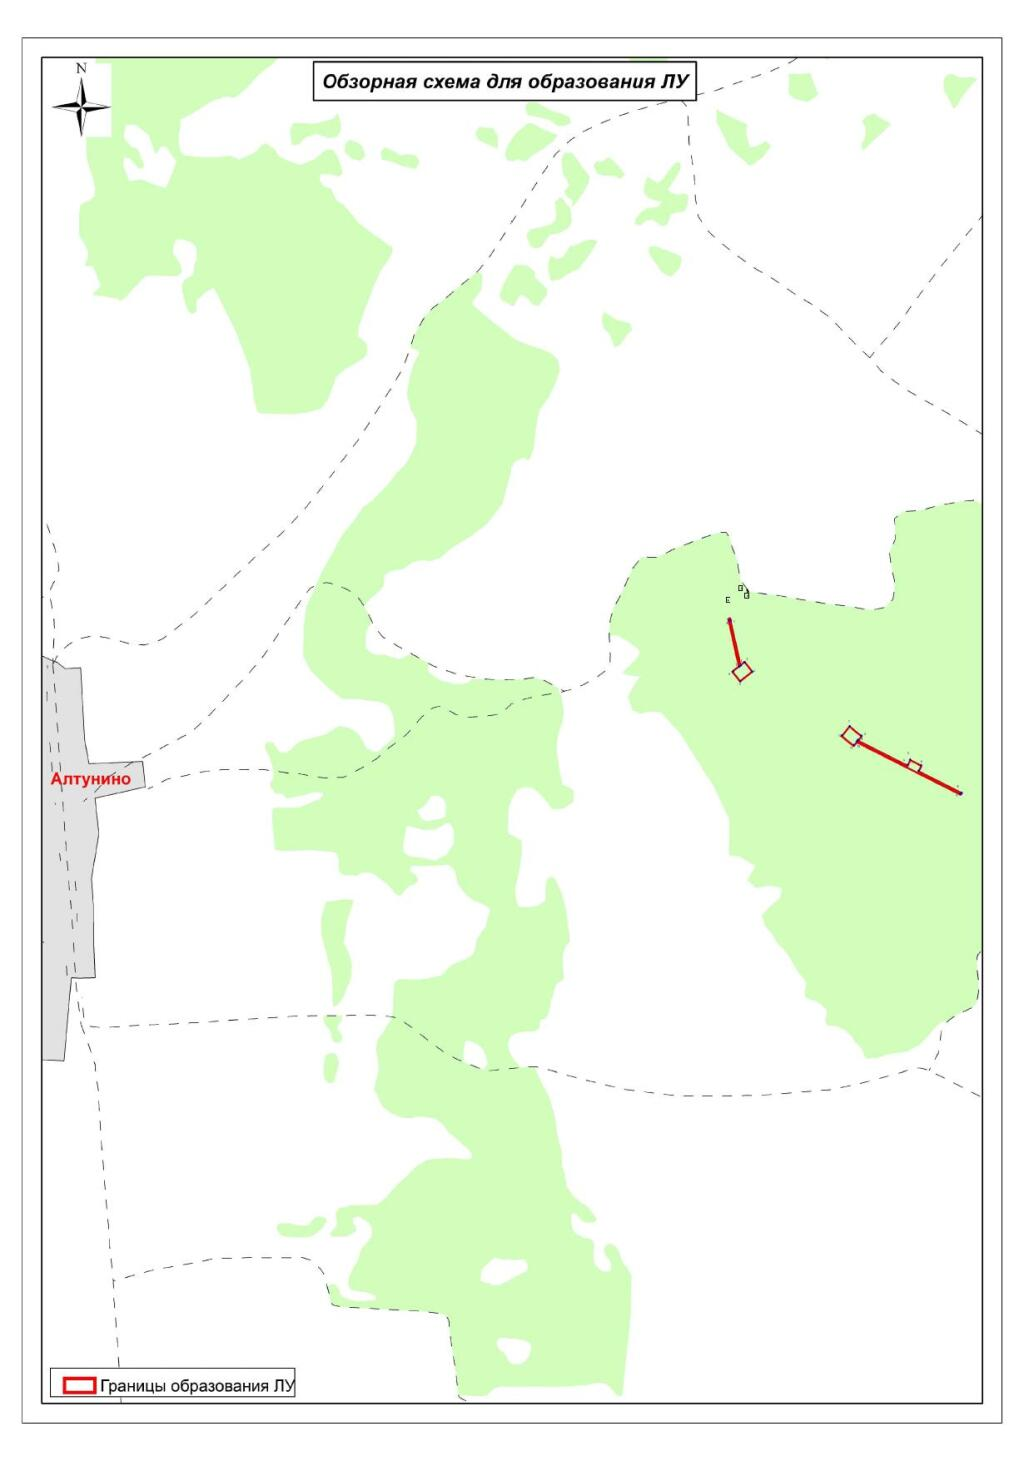 Обзорная схема для образования ЛУ
N
Алтунино
Границы образования ЛУ